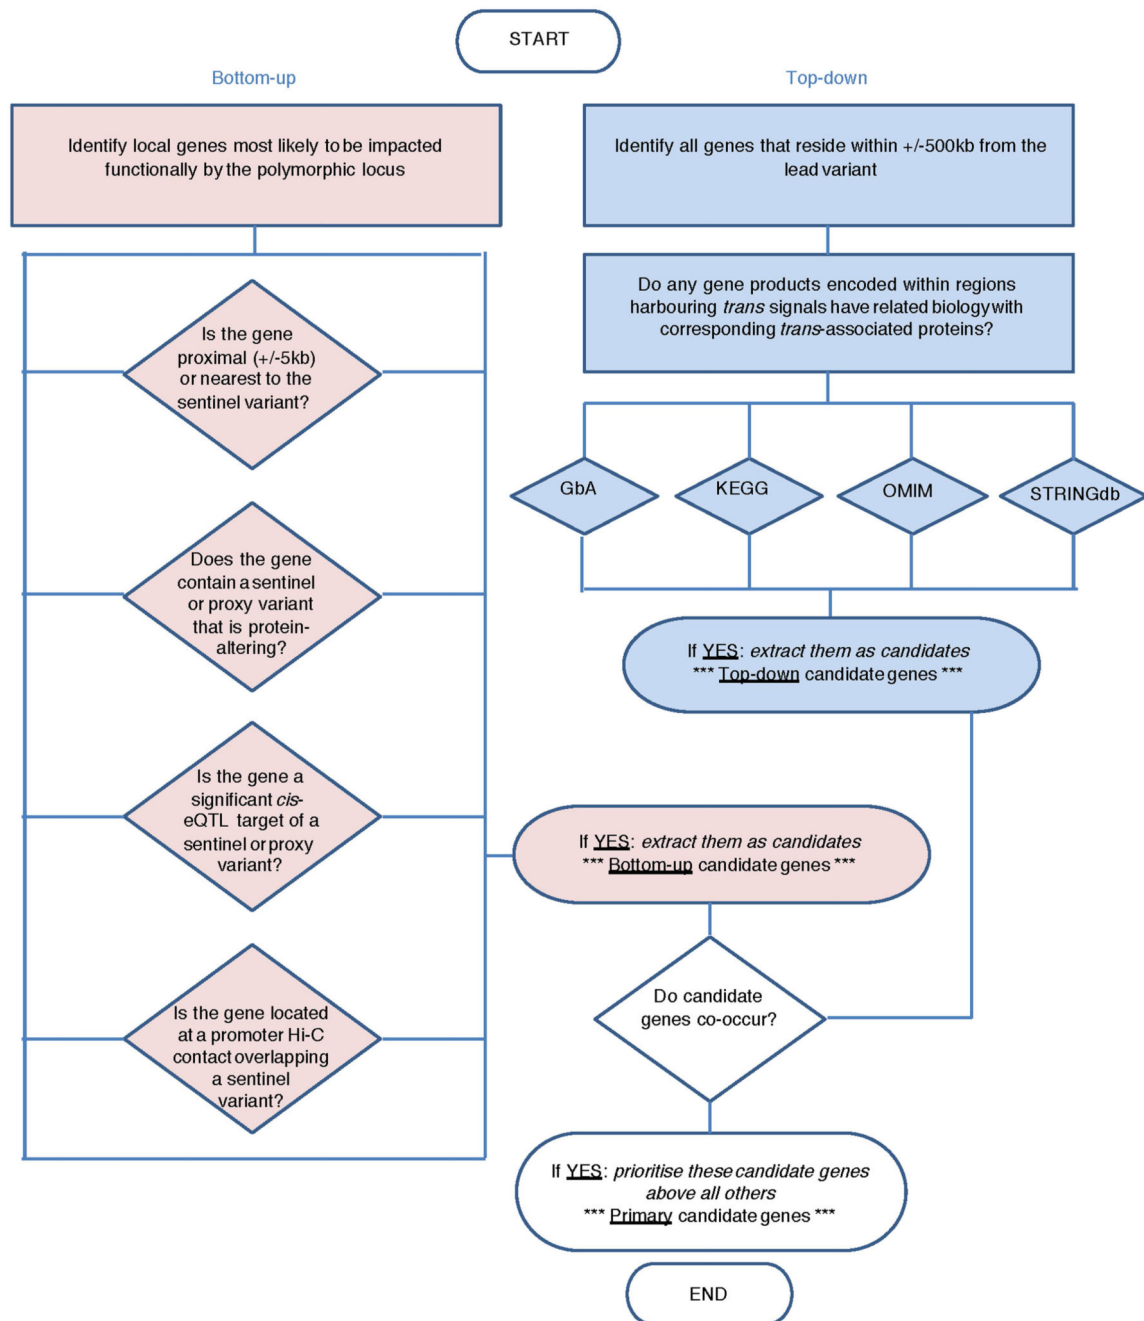 START
Bottom-up
Top-down
Identify local genes most likely to be impacted
functionally by the polymorphic locus
Identify all genes that reside within +/-500kb from the
lead variant
Do any gene products encoded within regions
harbouring trans signals have related biology with
corresponding trans-associated proteins?
Is the gene
proximal (+/-5kb)
or nearest to the
sentinel variant?
GbA
KEGG
OMIM
STRINGdb
Does the gene
contain a sentinel
or proxy variant
that is protein-
altering?
If YES: extract them as candidates
*** Top-down candidate genes ***
Is the gene a
significant cis-
eQTL target of a
sentinel or proxy
variant?
If YES: extract them as candidates
*** Bottom-up candidate genes ***
Is the gene located
at a promoter Hi-C
contact overlapping
a sentinel
variant?
Do candidate
genes co-occur?
If YES: prioritise these candidate genes
above all others
*** Primary candidate genes ***
END